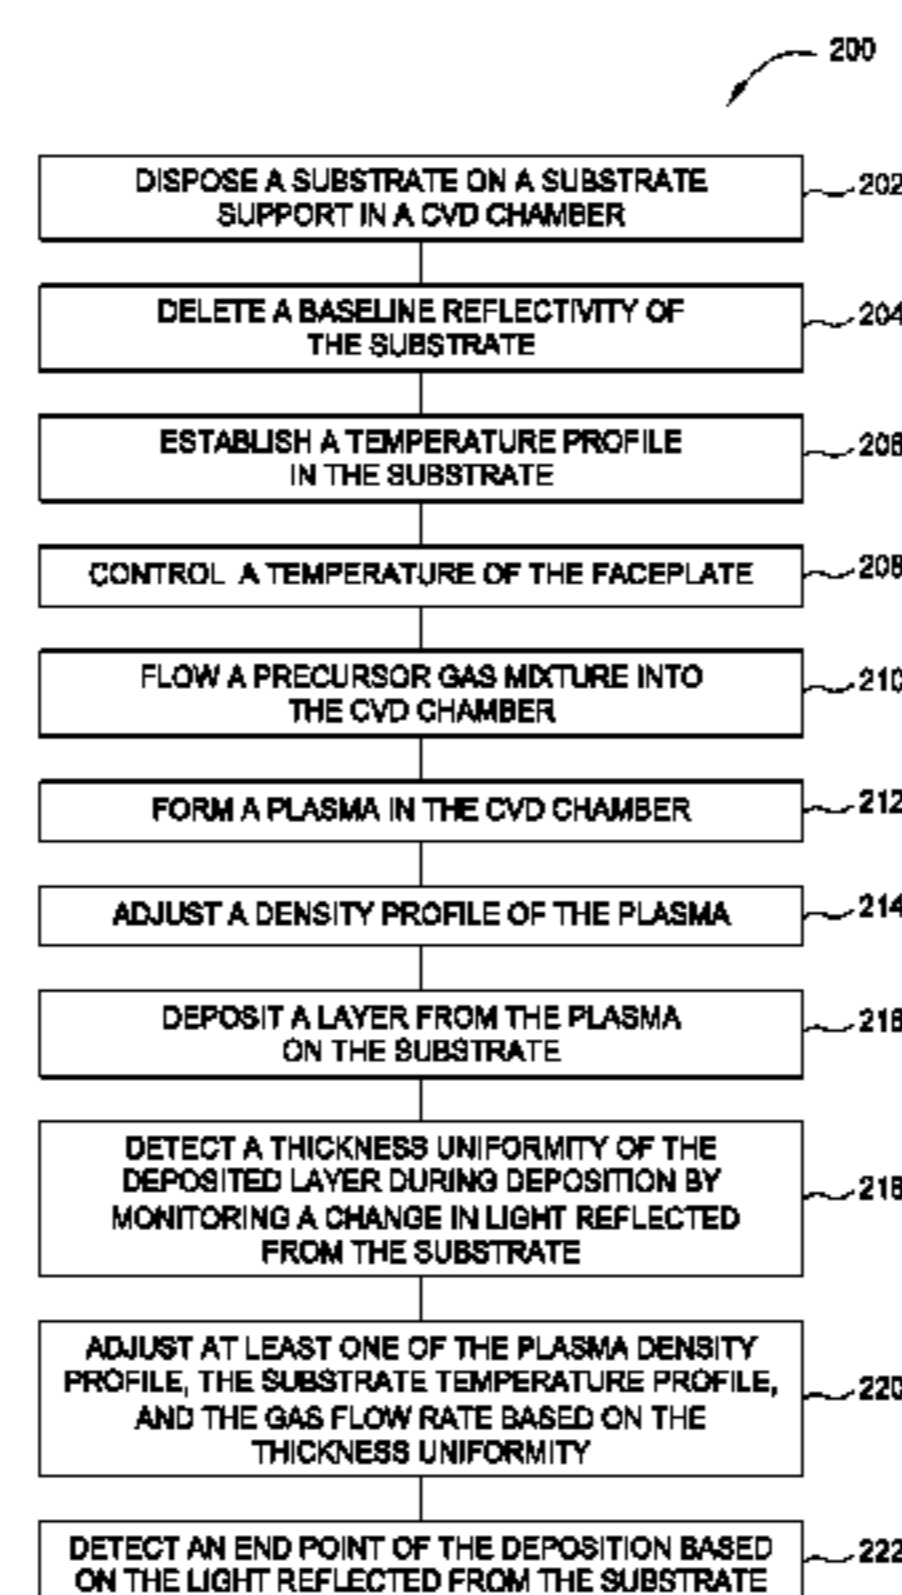 200
DISPOSE A SUBSTRATE ON A SUBSTRATE
SUPPORT IN A CVD CHAMBER
202
DELETE A BASELINE REFLECTIVITY OF
THE SUBSTRATE
204
ESTABLISH A TEMPERATURE PROFILE
IN THE SUBSTRATE
206
CONTROL A TEMPERATURE OF THE FACEPLATE
208
FLOW A PRECURSOR GAS MIXTURE INTO
THE CVD CHAMBER
210
FORM A PLASMA IN THE CVD CHAMBER
212
ADJUST A DENSITY PROFILE OF THE PLASMA
214
DEPOSIT A LAYER FROM THE PLASMA
ON THE SUBSTRATE
216
DETECT A THICKNESS UNIFORMITY OF THE
DEPOSITED LAYER DURING DEPOSITION BY
MONITORING A CHANGE IN LIGHT REFLECTED
FROM THE SUBSTRATE
218
ADJUST AT LEAST ONE OF THE PLASMA DENSITY
PROFILE, THE SUBSTRATE TEMPERATURE PROFILE,
AND THE GAS FLOW RATE BASED ON THE
THICKNESS UNIFORMITY
220
DETECT AN END POINT OF THE DEPOSITION BASED
ON THE LIGHT REFLECTED FROM THE SUBSTRATE
222